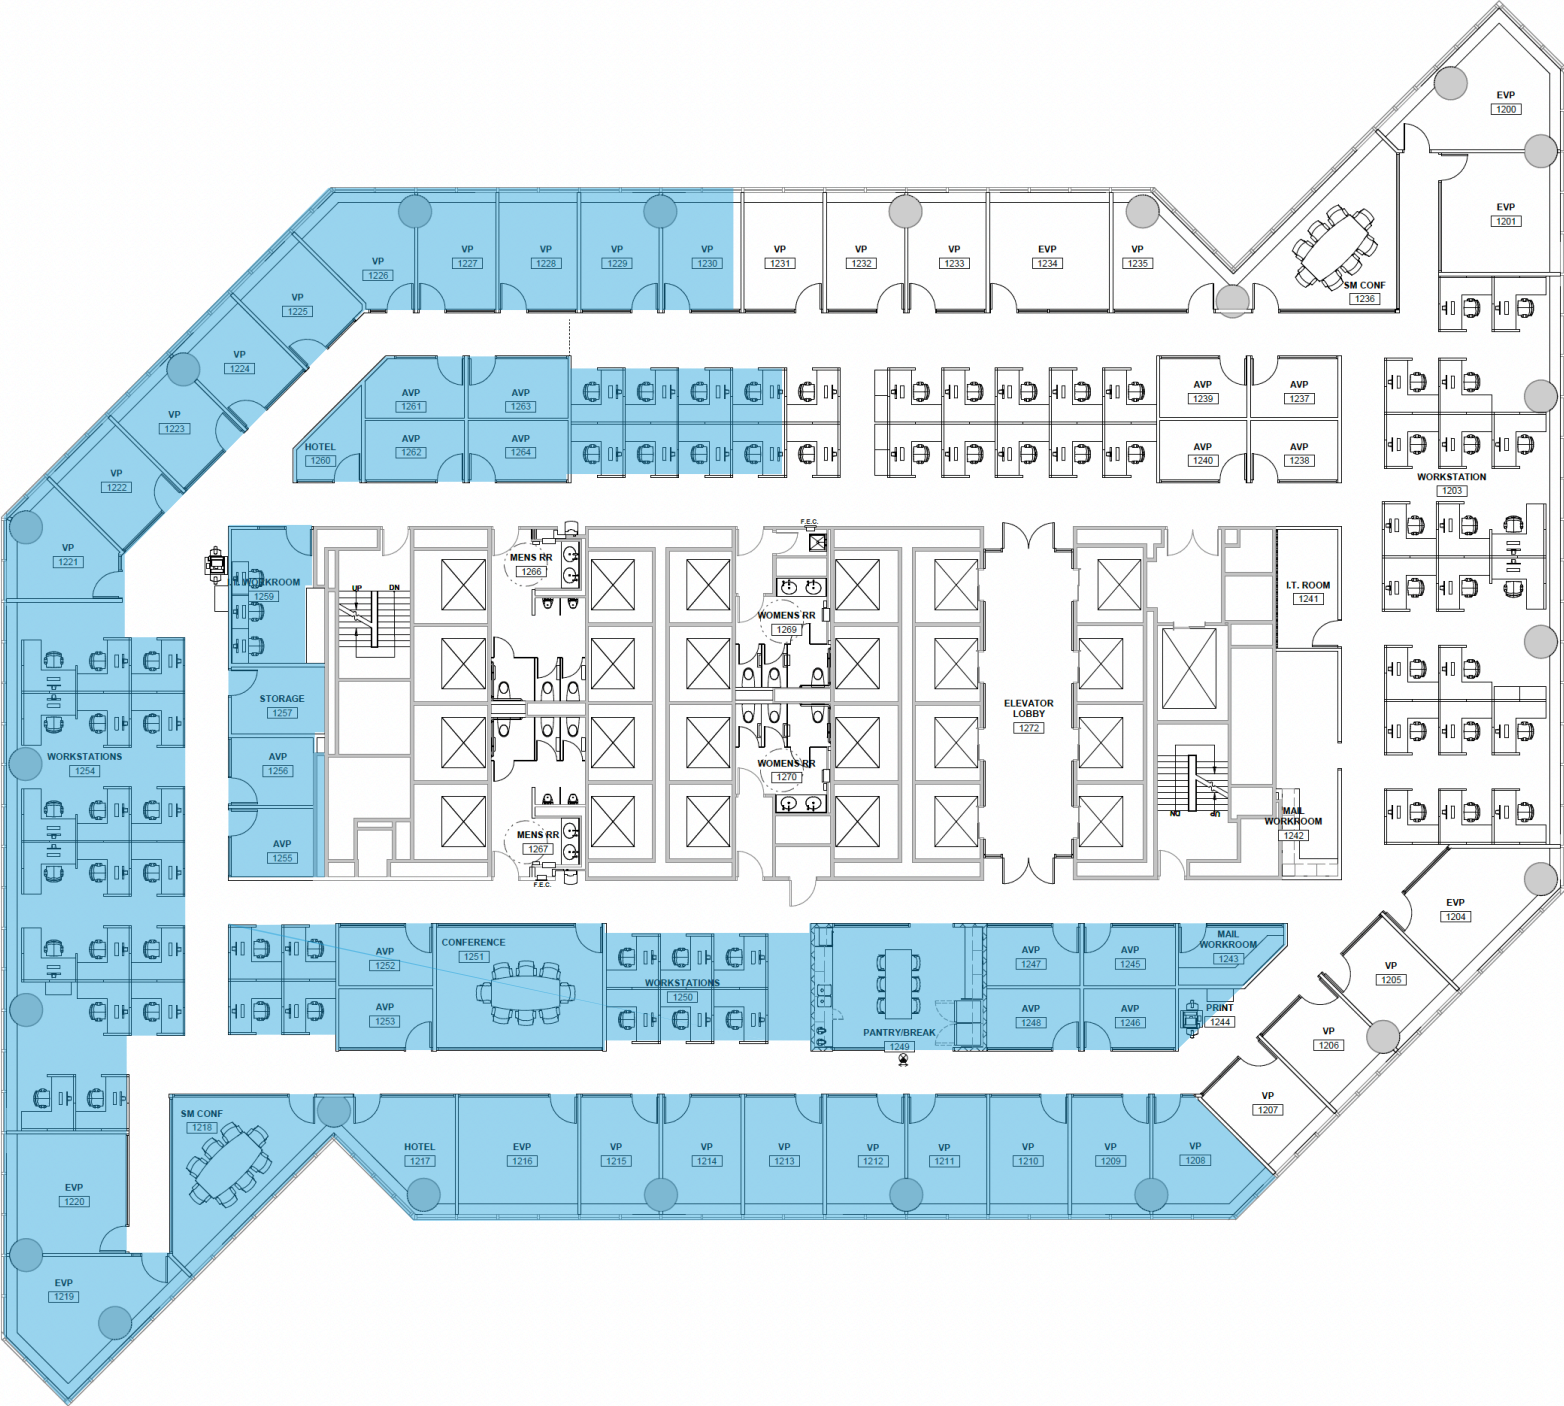 EVP
1200
EVP
1201
VP
1226
VP
1227
VP
1228
VP
1229
VP
1230
VP
1231
VP
1232
VP
1233
EVP
1234
VP
1235
SM CONF
1236
VP
1225
VP
1224
VP
1223
VP
1222
VP
1221
HOTEL
1260
AVP
1261
AVP
1263
AVP
1262
AVP
1264
AVP
1239
AVP
1237
AVP
1240
AVP
1238
WORKSTATION
1203
I.T. WORKROOM
1259
UP
DN
MENS RR
1266
F.E.C.
WOMENS RR
1269
I.T. ROOM
1241
STORAGE
1257
ELEVATOR
LOBBY
1272
WORKSTATIONS
1254
AVP
1256
WOMENS RR
1270
AVP
1255
MENS RR
1267
F.E.C.
DN
UP
MAIL
WORKROOM
1242
EVP
1204
VP
1205
VP
1206
VP
1207
AVP
1252
CONFERENCE
1251
AVP
1253
WORKSTATIONS
1250
PANTRY/BREAK
1249
AVP
1247
AVP
1245
MAIL
WORKROOM
1243
AVP
1248
AVP
1246
PRINT
1244
SM CONF
1218
HOTEL
1217
EVP
1216
VP
1215
VP
1214
VP
1213
VP
1212
VP
1211
VP
1210
VP
1209
VP
1208
EVP
1220
EVP
1219